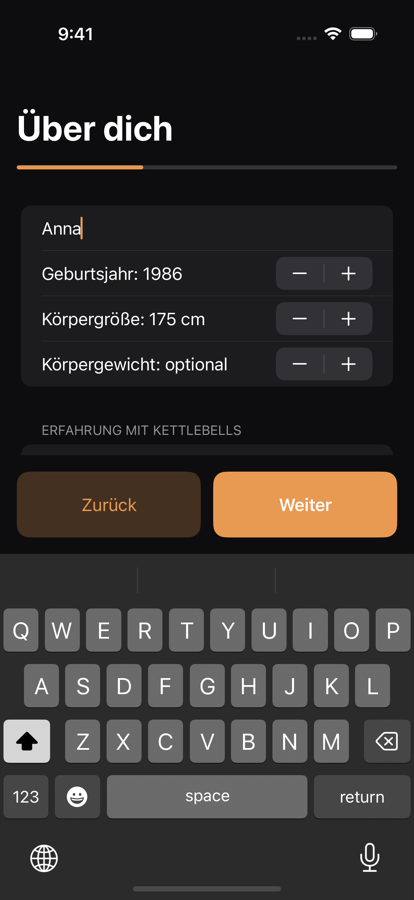 9:41
Über dich
Anna
Geburtsjahr: 1986
Körpergröße: 175 cm
Körpergewicht: optional
ERFAHRUNG MIT KETTLEBELLS
Zurück
Weiter
Q W E R T Y U I O P
A S D F G H J K L
Z X C V B N M
123
space
return